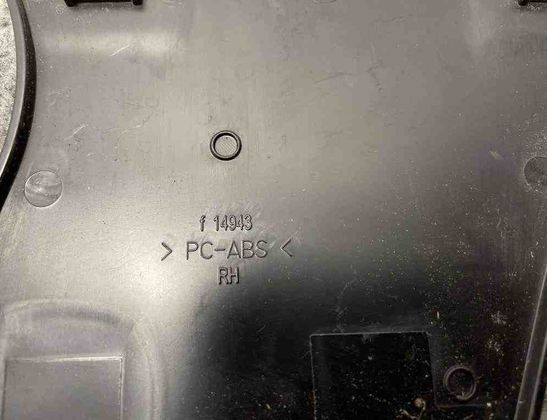 f 14943
> PC-ABS <
RH